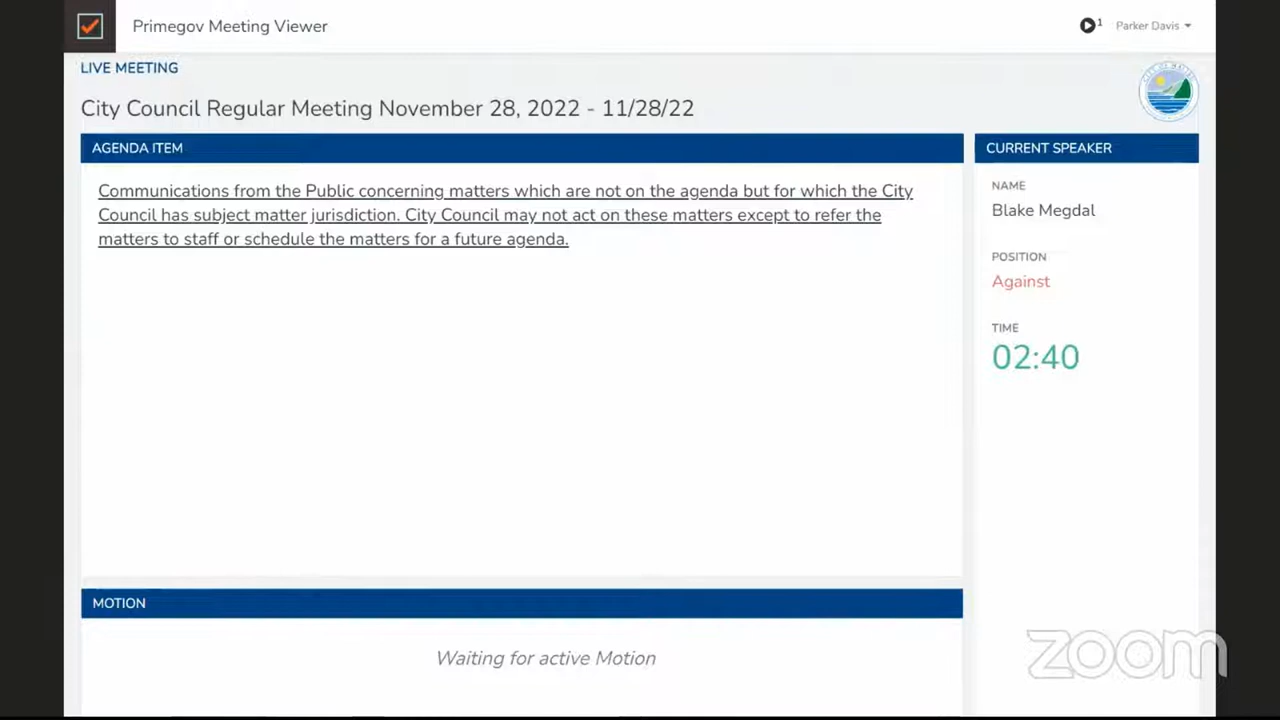 Primegov Meeting Viewer
1
Parker Davis
LIVE MEETING
City Council Regular Meeting November 28, 2022 - 11/28/22
AGENDA ITEM
Communications from the Public concerning matters which are not on the agenda but for which the City
Council has subject matter jurisdiction. City Council may not act on these matters except to refer the
matters to staff or schedule the matters for a future agenda.
CURRENT SPEAKER
NAME
Blake Megdal
POSITION
Against
TIME
02:40
MOTION
Waiting for active Motion
zoom